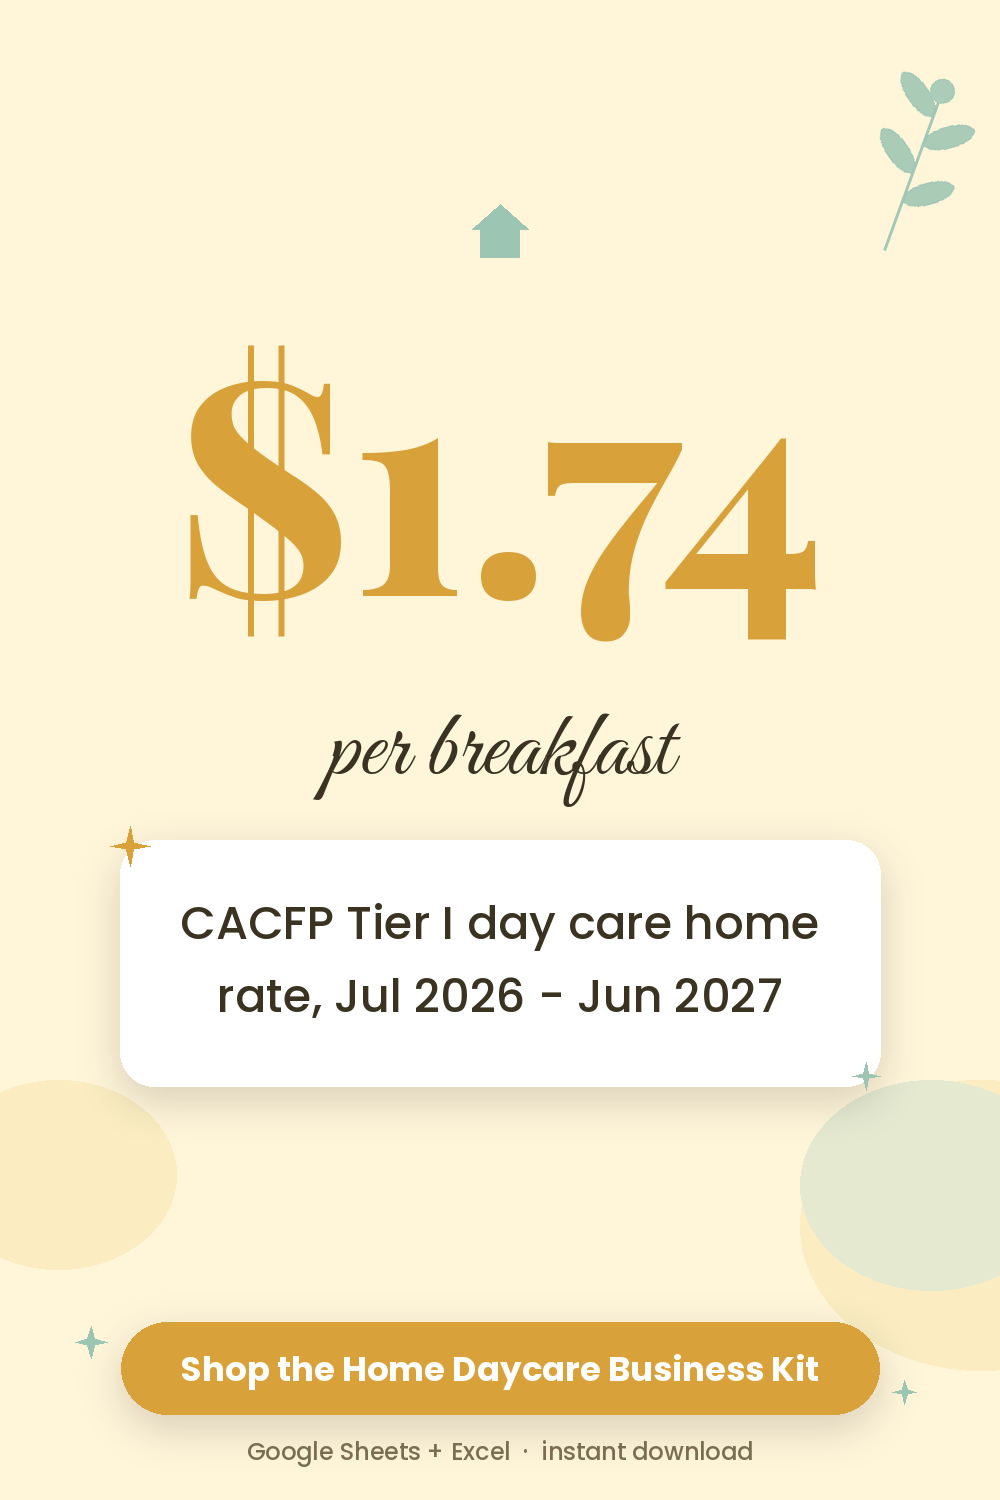 $1.74
per breakfast
CACFP Tier I day care home
rate, Jul 2026 - Jun 2027
Shop the Home Daycare Business Kit
Google Sheets + Excel · instant download